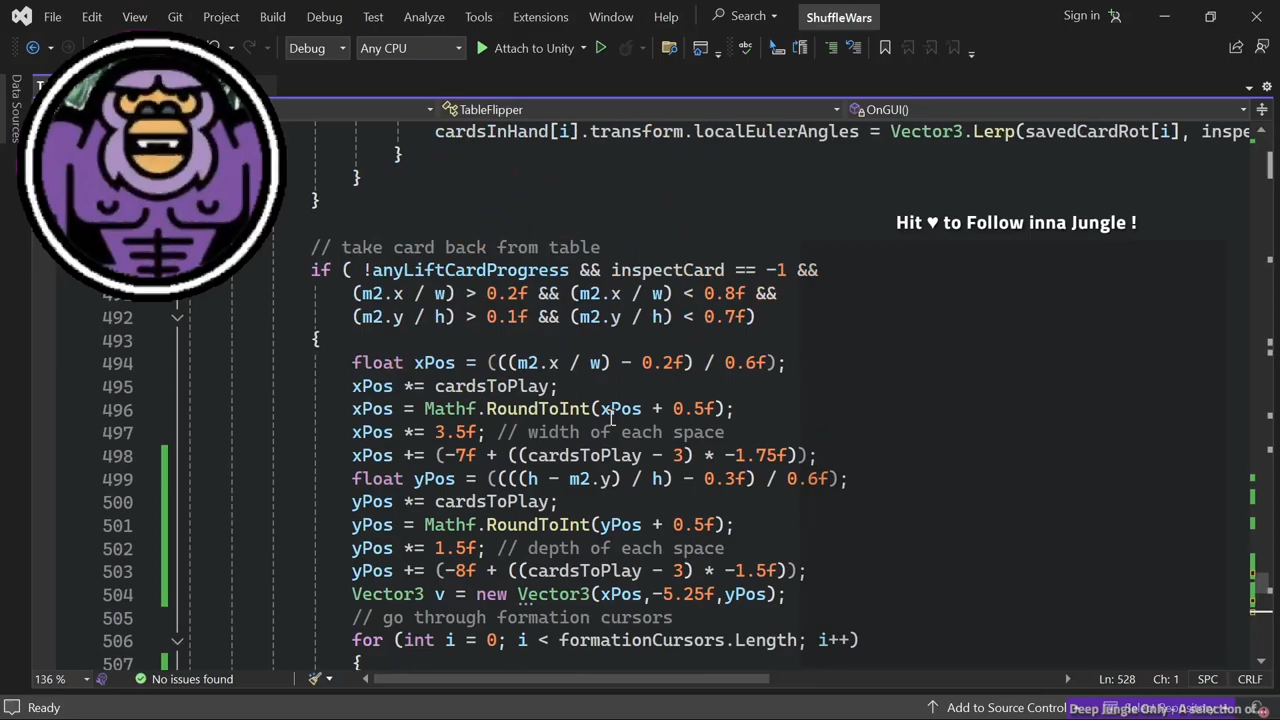 File Edit View Git Project Build Debug Test Analyze Tools Extensions Window Help Search ShuffleWars Sign in
Debug Any CPU Attach to Unity
Data Sources
TableFlipper OnGUI()
cardsInHand[i].transform.localEulerAngles = Vector3.Lerp(savedCardRot[i], inspe
}
}
}
Hit ♥ to Follow inna Jungle !
// take card back from table
if ( !anyLiftCardProgress && inspectCard == -1 &&
(m2.x / w) > 0.2f && (m2.x / w) < 0.8f &&
492 (m2.y / h) > 0.1f && (m2.y / h) < 0.7f)
493 {
494 float xPos = (((m2.x / w) - 0.2f) / 0.6f);
495 xPos *= cardsToPlay;
496 xPos = Mathf.RoundToInt(xPos + 0.5f);
497 xPos *= 3.5f; // width of each space
498 xPos += (-7f + ((cardsToPlay - 3) * -1.75f));
499 float yPos = ((((h - m2.y) / h) - 0.3f) / 0.6f);
500 yPos *= cardsToPlay;
501 yPos = Mathf.RoundToInt(yPos + 0.5f);
502 yPos *= 1.5f; // depth of each space
503 yPos += (-8f + ((cardsToPlay - 3) * -1.5f));
504 Vector3 v = new Vector3(xPos,-5.25f,yPos);
505 // go through formation cursors
506 for (int i = 0; i < formationCursors.Length; i++)
507 {
136 % No issues found Ln: 528 Ch: 1 SPC CRLF
Ready Add to Source Control
Deep Jungle Only - A selection of